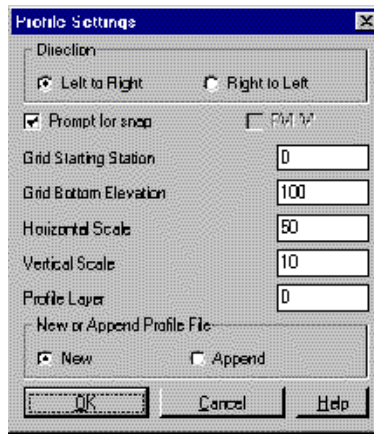 Profile Settings
Direction
Left to Right Right to Left
Prompt for snap
Grid Starting Station 0
Grid Bottom Elevation 100
Horizontal Scale 50
Vertical Scale 10
Profile Layer 0
New or Append Profile File
New Append
OK Cancel Help